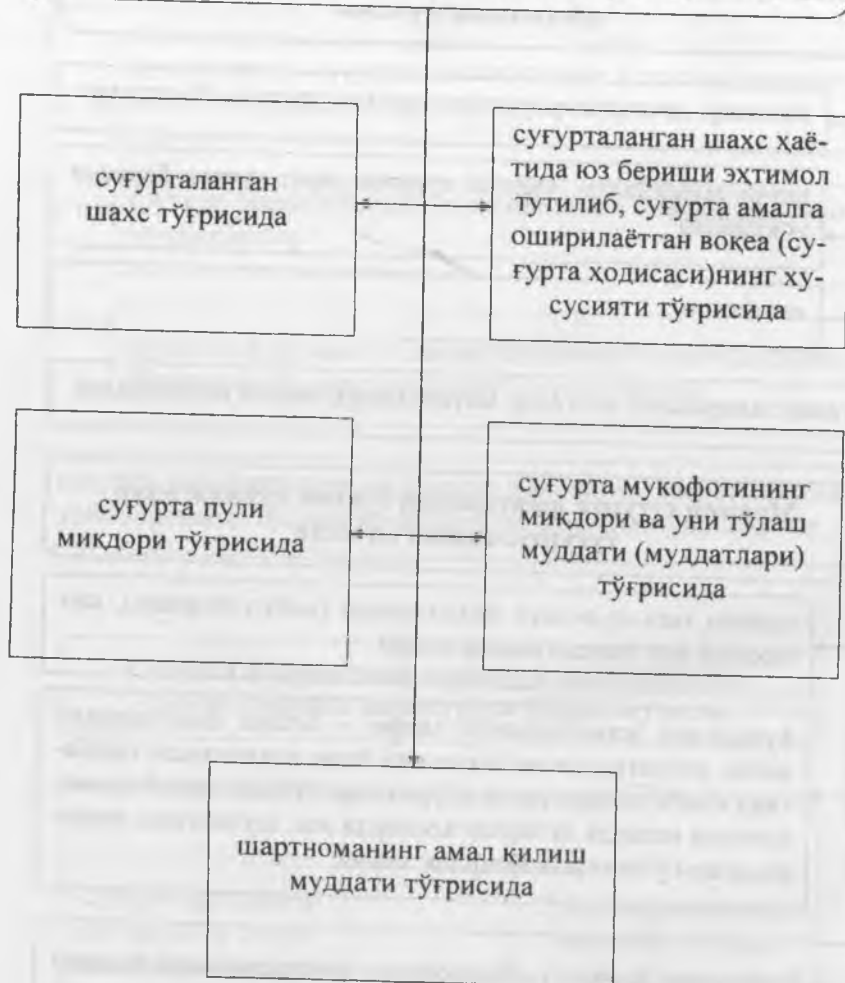 суғурталанган
шахс тўғрисида
суғурталанган шахс ҳаё-
тида юз бериши эҳтимол
тутилиб, суғурта амалга
оширилаётган воқеа (су-
ғурта ҳодисаси)нинг ху-
сусияти тўғрисида
суғурта пули
миқдори тўғрисида
суғурта мукофотининг
миқдори ва уни тўлаш
муддати (муддатлари)
тўғрисида
шартноманинг амал қилиш
муддати тўғрисида